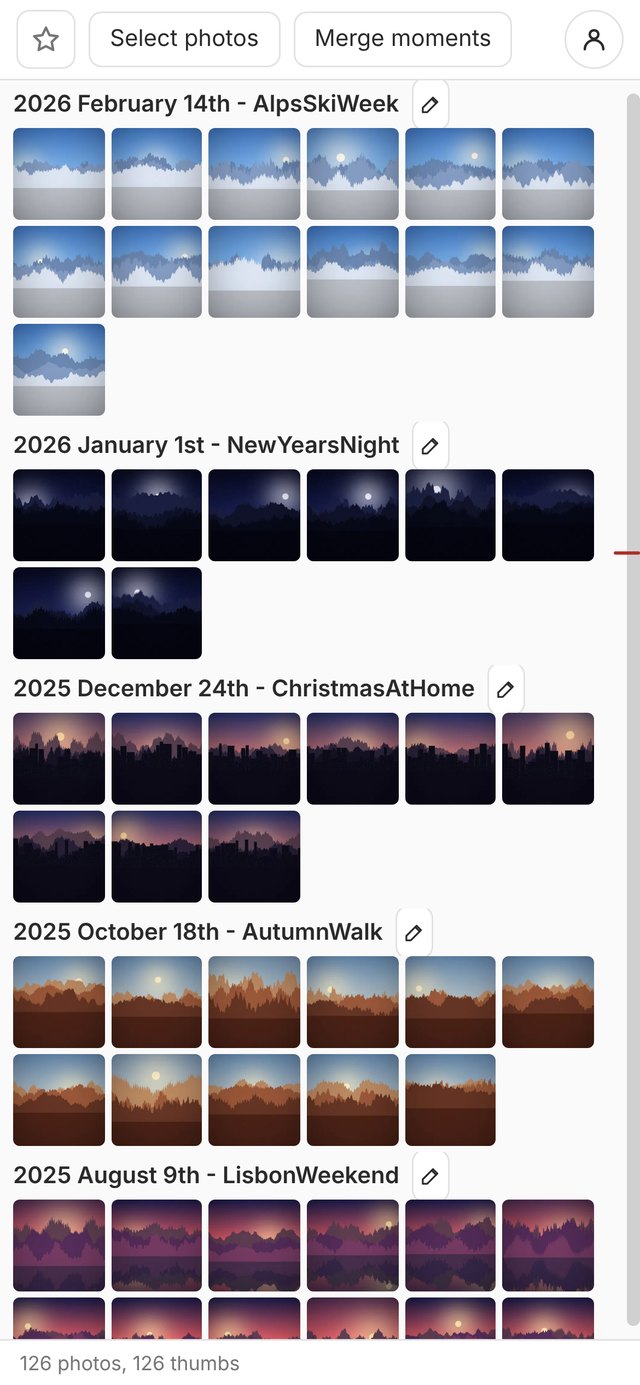 Select photos
Merge moments
2026 February 14th - AlpsSkiWeek
2026 January 1st - NewYearsNight
2025 December 24th - ChristmasAtHome
2025 October 18th - AutumnWalk
2025 August 9th - LisbonWeekend
126 photos, 126 thumbs